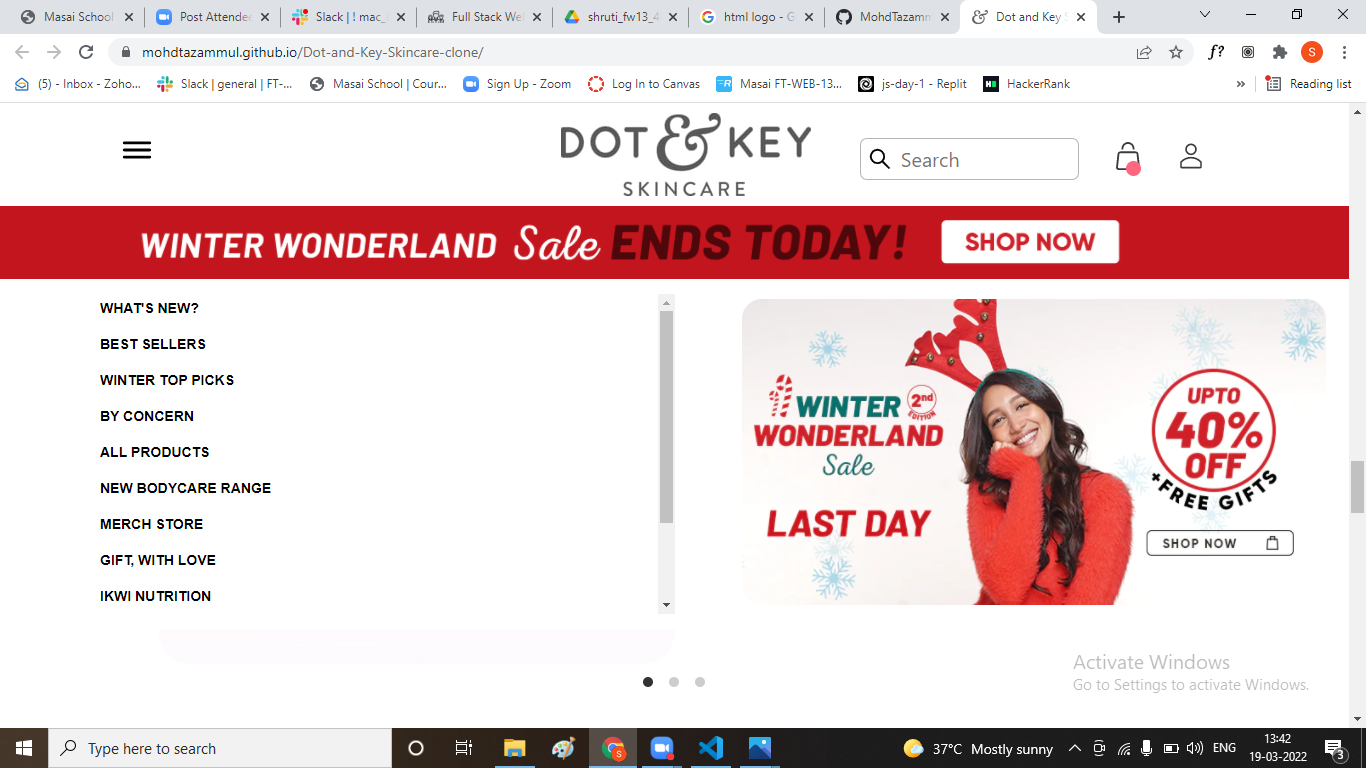 Masai School
Post Attende
Slack | ! mac_
Full Stack We
shruti_fw13_4
html logo - G
MohdTazamm
Dot and Key S
mohdtazammul.github.io/Dot-and-Key-Skincare-clone/
f?
S
(5) - Inbox - Zoho...
Slack | general | FT-...
Masai School | Cour...
Sign Up - Zoom
Log In to Canvas
Masai FT-WEB-13...
js-day-1 - Replit
HackerRank
»
Reading list
DOT & KEY
SKINCARE
Search
WINTER WONDERLAND Sale ENDS TODAY!
SHOP NOW
WHAT'S NEW?
BEST SELLERS
WINTER TOP PICKS
BY CONCERN
ALL PRODUCTS
NEW BODYCARE RANGE
MERCH STORE
GIFT, WITH LOVE
IKWI NUTRITION
WINTER 2nd EDITION
WONDERLAND
Sale
LAST DAY
UPTO
40%
OFF
+FREE GIFTS
SHOP NOW
Activate Windows
Go to Settings to activate Windows.
Type here to search
37°C Mostly sunny
ENG
13:42
19-03-2022
3